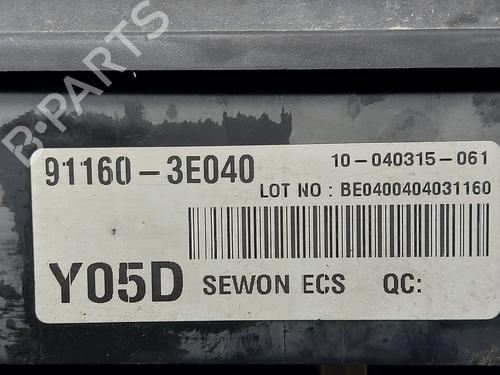 B-PARTS
91160-3E040
10-040315-061
LOT NO : BE0400404031160
Y05D SEWON ECS QC: